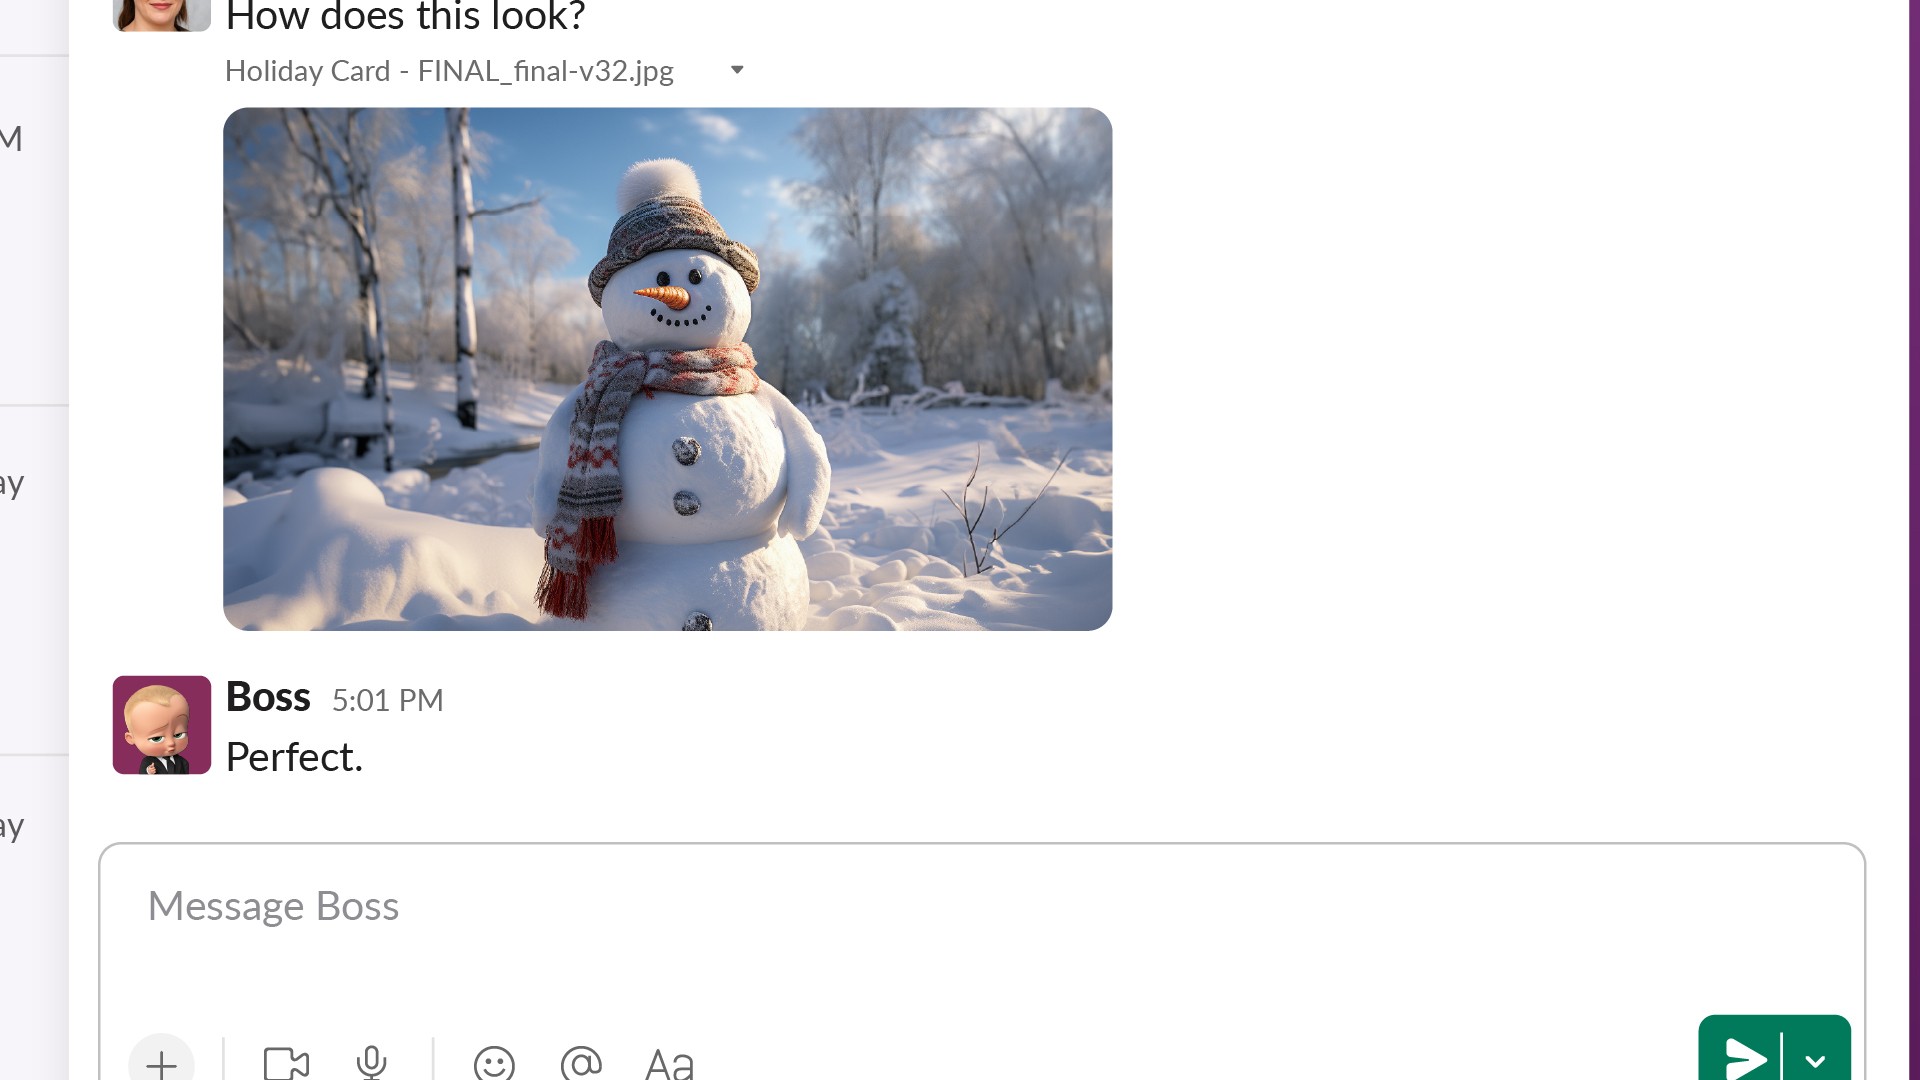 How does this look?
Holiday Card - FINAL_final-v32.jpg
M
ay
Boss 5:01 PM
Perfect.
ay
Message Boss
Aa